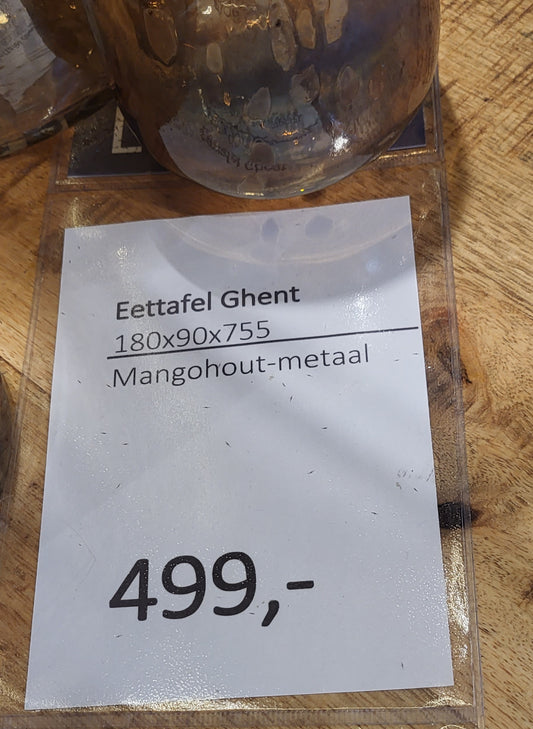 Eettafel Ghent
180x90x755
Mangohout-metaal
499,-